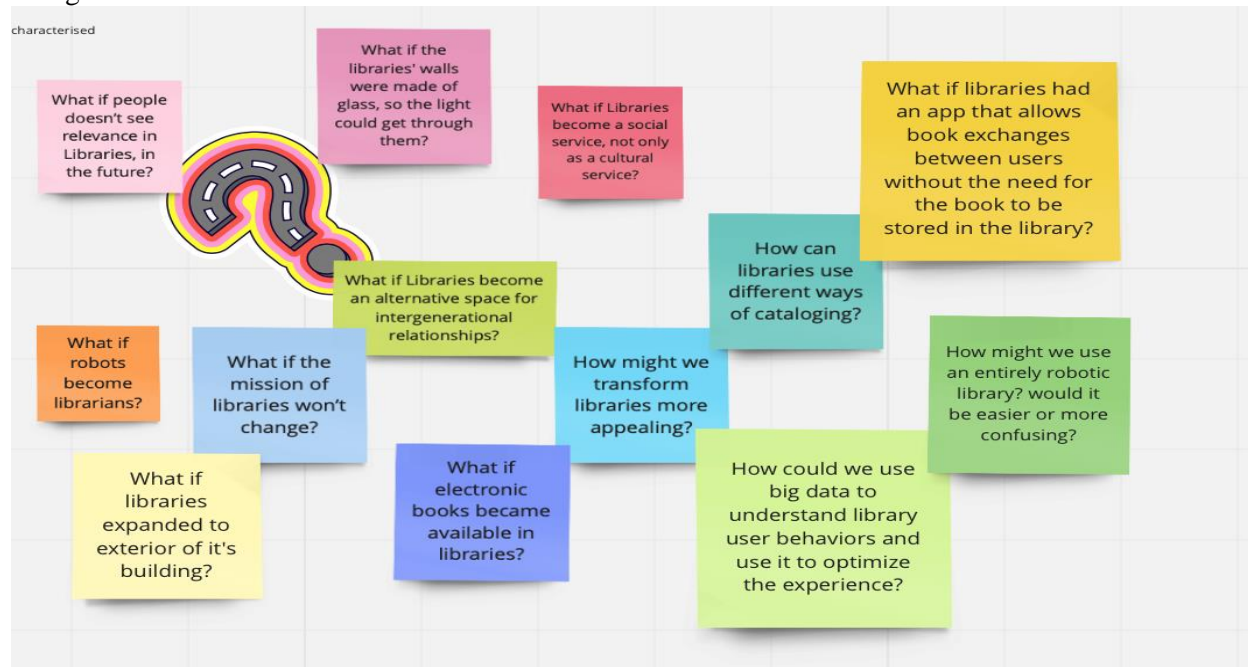 characterised
What if people
doesn't see
relevance in
Libraries, in
the future?
What if the
libraries' walls
were made of
glass, so the light
could get through
them?
What if Libraries
become a social
service, not only
as a cultural
service?
What if libraries had
an app that allows
book exchanges
between users
without the need for
the book to be
stored in the library?
What if Libraries become
an alternative space for
intergenerational
relationships?
How can
libraries use
different ways
of cataloging?
What if
robots
become
librarians?
What if the
mission of
libraries won't
change?
How might we
transform
libraries more
appealing?
How might we use
an entirely robotic
library? would it
be easier or more
confusing?
What if
libraries
expanded to
exterior of it's
building?
What if
electronic
books became
available in
libraries?
How could we use
big data to
understand library
user behaviors and
use it to optimize
the experience?